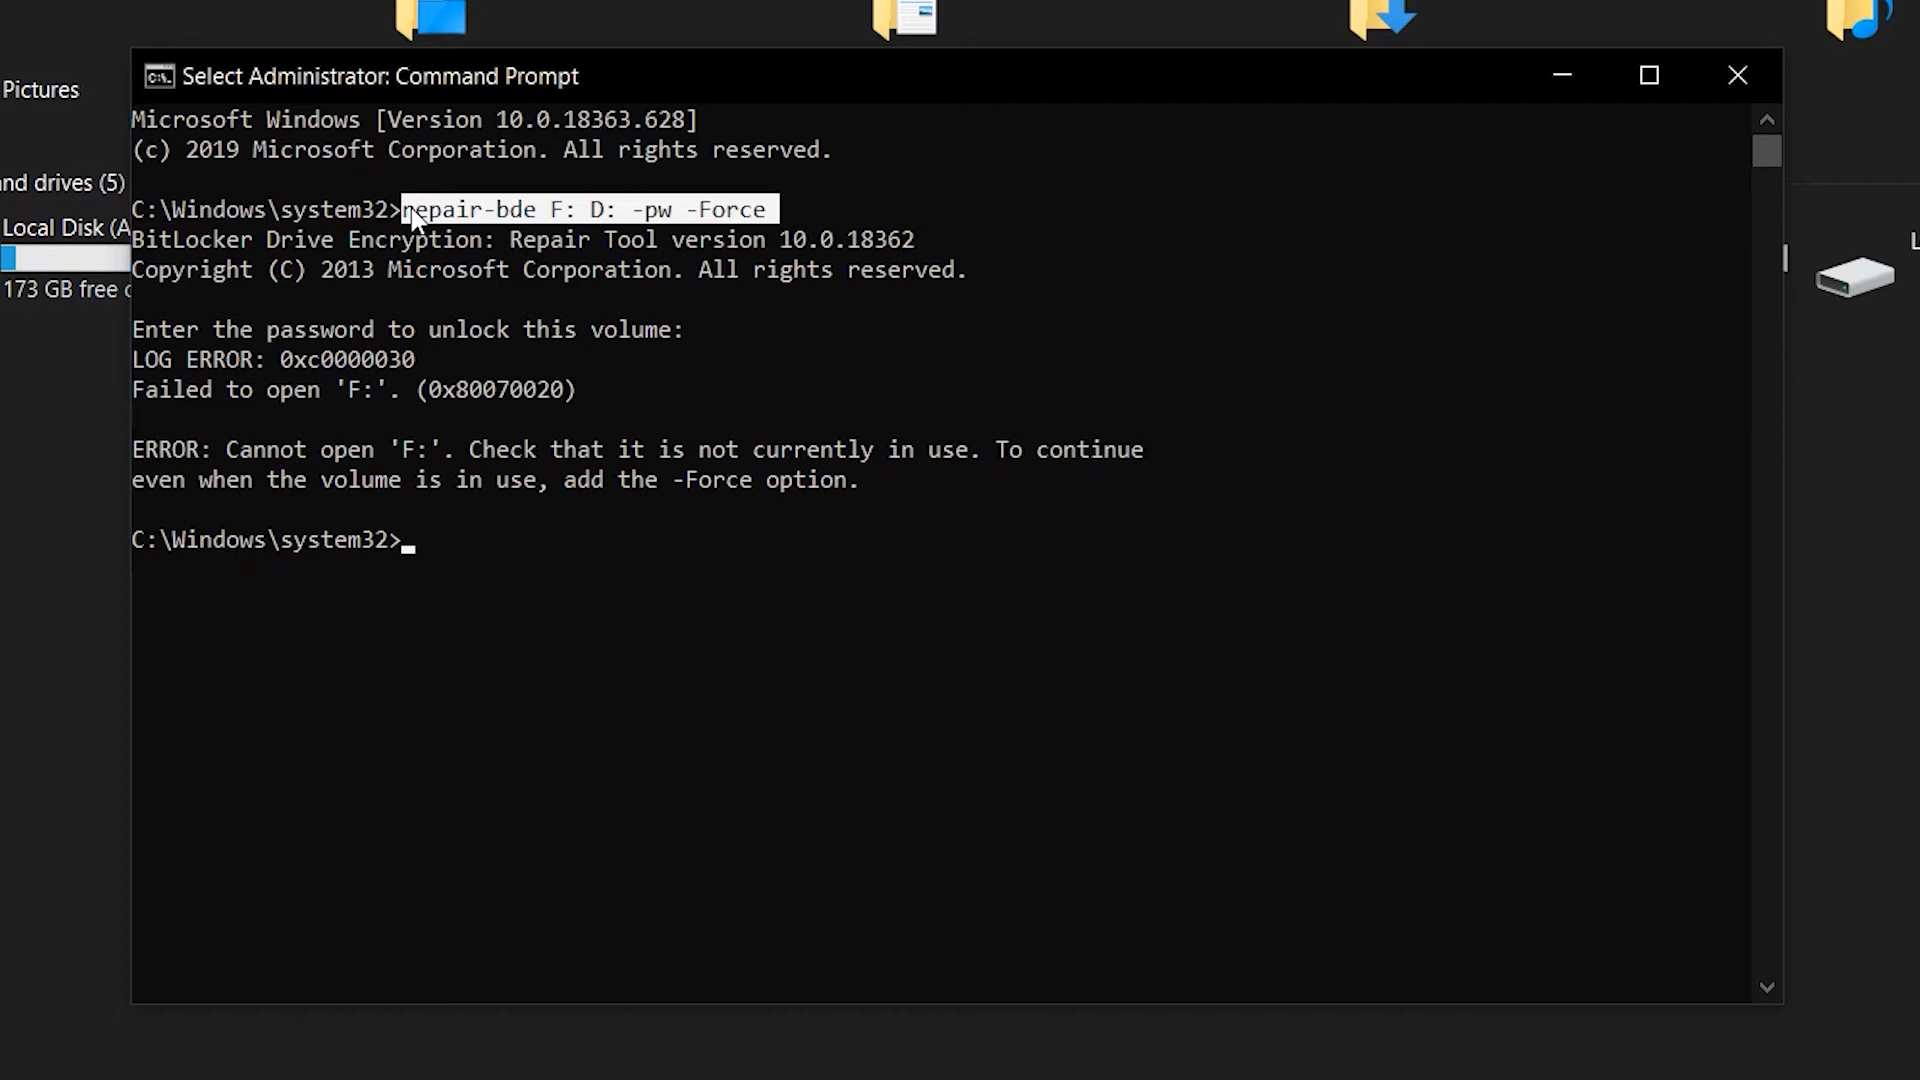 Pictures
Select Administrator: Command Prompt
Microsoft Windows [Version 10.0.18363.628]
(c) 2019 Microsoft Corporation. All rights reserved.
nd drives (5)
C:\Windows\system32>repair-bde F: D: -pw -Force
Local Disk (A
BitLocker Drive Encryption: Repair Tool version 10.0.18362
Copyright (C) 2013 Microsoft Corporation. All rights reserved.
173 GB free
Enter the password to unlock this volume:
LOG ERROR: 0xc0000030
Failed to open 'F:'. (0x80070020)
ERROR: Cannot open 'F:'. Check that it is not currently in use. To continue
even when the volume is in use, add the -Force option.
C:\Windows\system32>